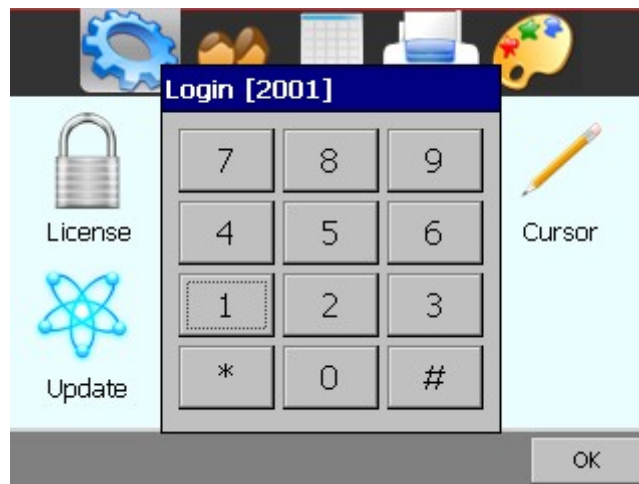 Login [2001]
7 8 9
License 4 5 6 Cursor
1 2 3
Update * 0 #
OK